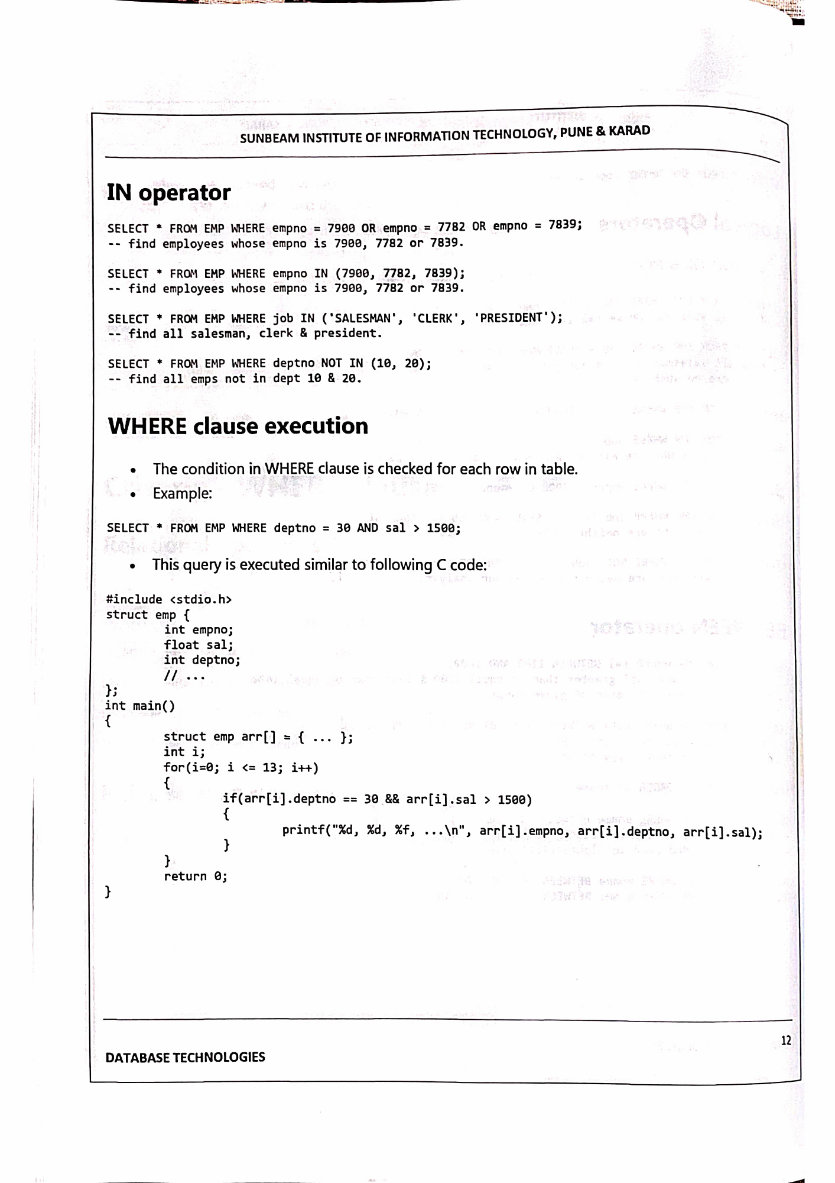 SUNBEAM INSTITUTE OF INFORMATION TECHNOLOGY, PUNE & KARAD
IN operator
SELECT * FROM EMP WHERE empno = 7900 OR empno = 7782 OR empno = 7839;
-- find employees whose empno is 7900, 7782 or 7839.
SELECT * FROM EMP WHERE empno IN (7900, 7782, 7839);
-- find employees whose empno is 7900, 7782 or 7839.
SELECT * FROM EMP WHERE job IN ('SALESMAN', 'CLERK', 'PRESIDENT');
-- find all salesman, clerk & president.
SELECT * FROM EMP WHERE deptno NOT IN (10, 20);
-- find all emps not in dept 10 & 20.
WHERE clause execution
• The condition in WHERE clause is checked for each row in table.
• Example:
SELECT * FROM EMP WHERE deptno = 30 AND sal > 1500;
• This query is executed similar to following C code:
#include <stdio.h>
struct emp {
int empno;
float sal;
int deptno;
// ...
};
int main()
{
struct emp arr[] = { ... };
int i;
for(i=0; i <= 13; i++)
{
if(arr[i].deptno == 30 && arr[i].sal > 1500)
{
printf("%d, %d, %f, ...\n", arr[i].empno, arr[i].deptno, arr[i].sal);
}
}
return 0;
}
12
DATABASE TECHNOLOGIES